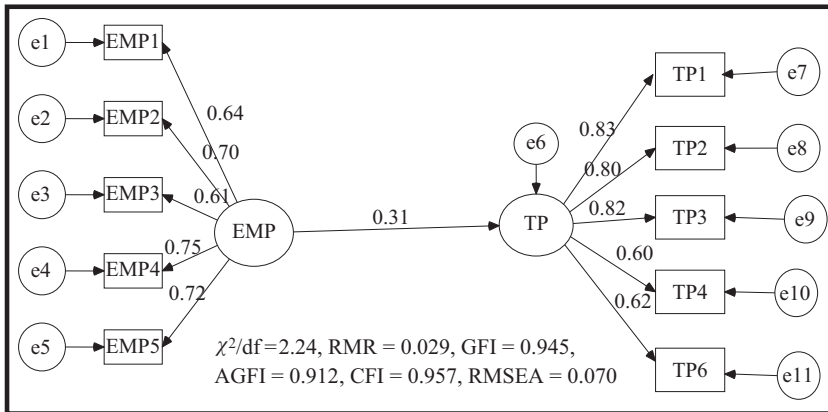 e1
EMP1
0.64
e2
EMP2
0.70
e3
EMP3
0.61
EMP
e4
EMP4
0.75
e5
EMP5
0.72
0.31
e6
TP
0.83
TP1
e7
0.80
TP2
e8
0.82
TP3
e9
0.60
TP4
e10
0.62
TP6
e11
χ²/df=2.24, RMR = 0.029, GFI = 0.945,
AGFI = 0.912, CFI = 0.957, RMSEA = 0.070